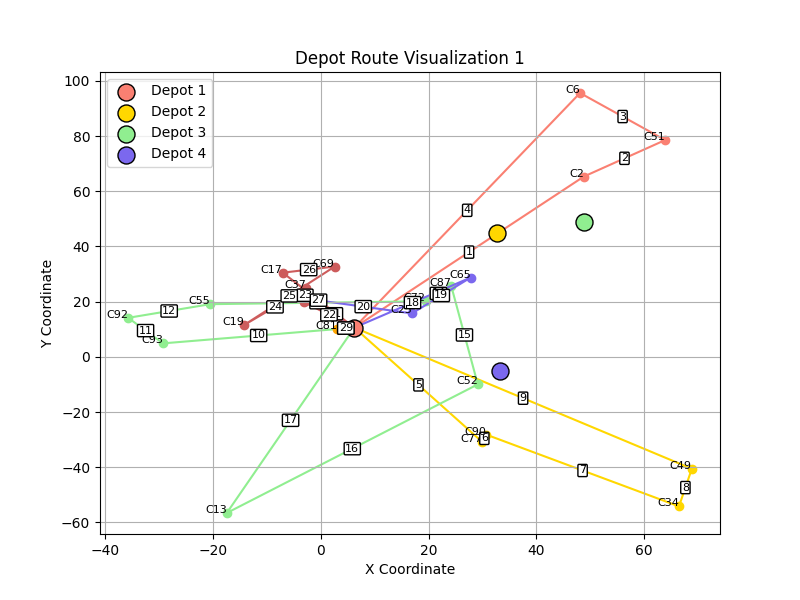 Depot Route Visualization 1
Depot 1
Depot 2
Depot 3
Depot 4
Y Coordinate
100
80
60
40
20
0
−20
−40
−60
−40
−20
0
20
40
60
X Coordinate
C6
3
C51
2
C2
4
1
C17
26
C69
C37
25
23
27
C65
C87
19
18
20
C55
12
C92
11
C93
10
24
C19
22
C81
29
15
C52
5
9
17
16
C90
C77
6
7
C49
8
C34
C13